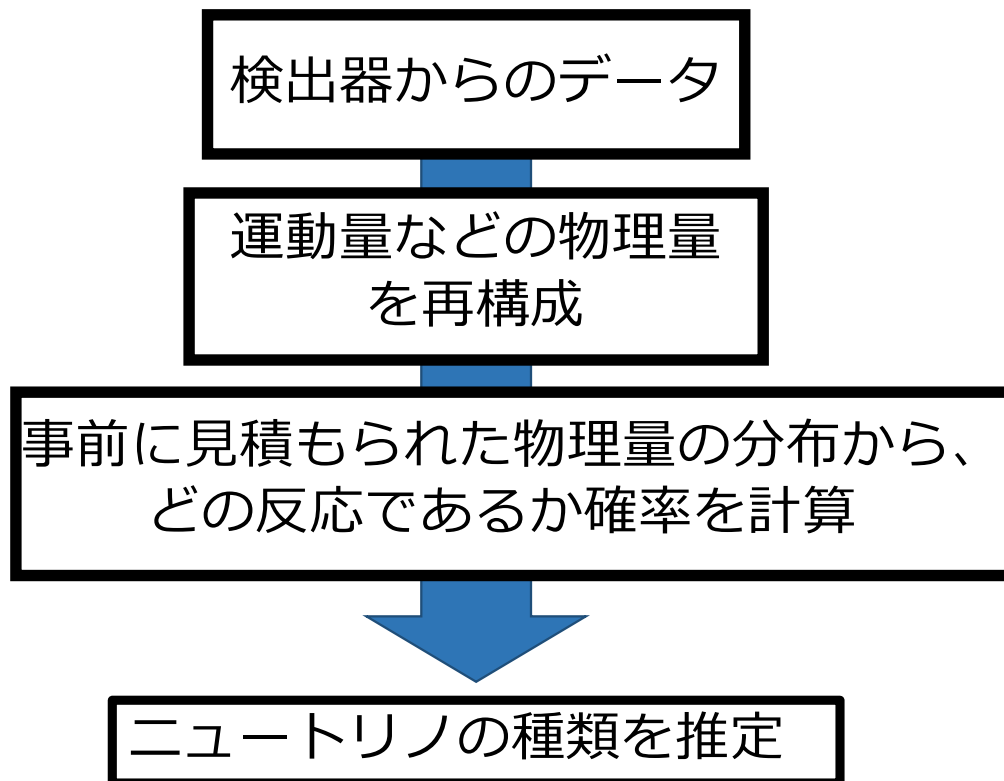 検出器からのデータ
運動量などの物理量
を再構成
事前に見積もられた物理量の分布から、
どの反応であるか確率を計算
ニュートリノの種類を推定